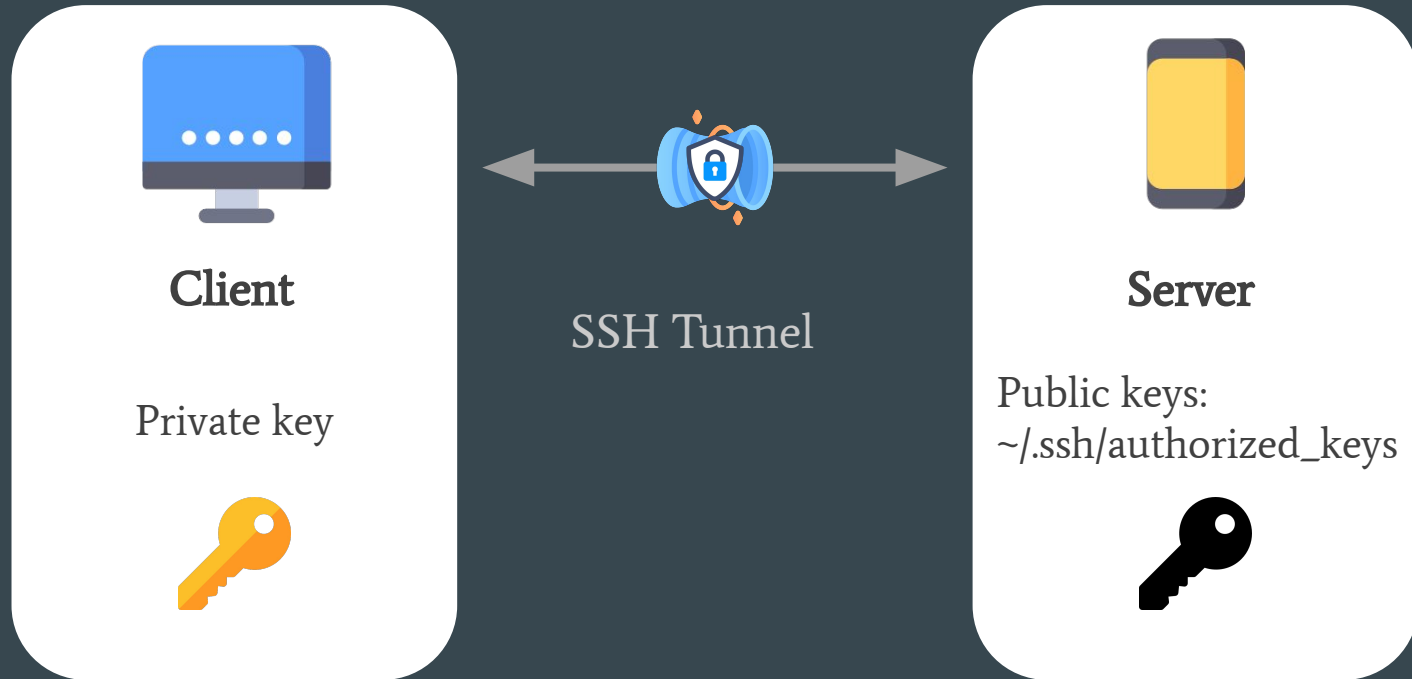 Client
Private key
SSH Tunnel
Server
Public keys:
~/.ssh/authorized_keys